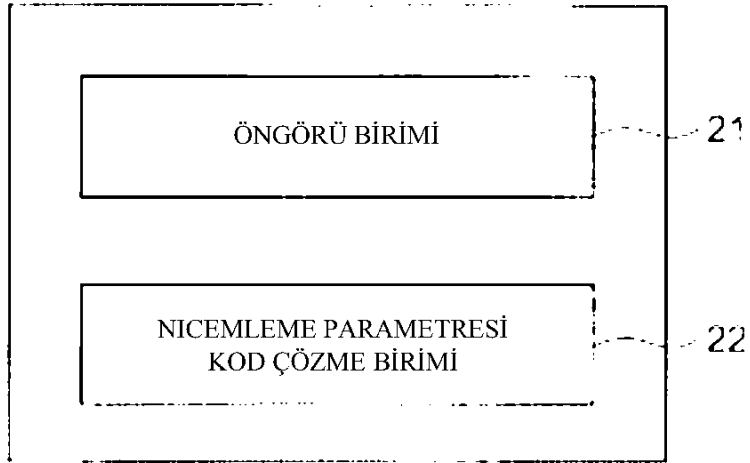 ÖNGÖRÜ BİRİMİ
21
NICEMLEME PARAMETRESİ
KOD ÇÖZME BİRİMİ
22